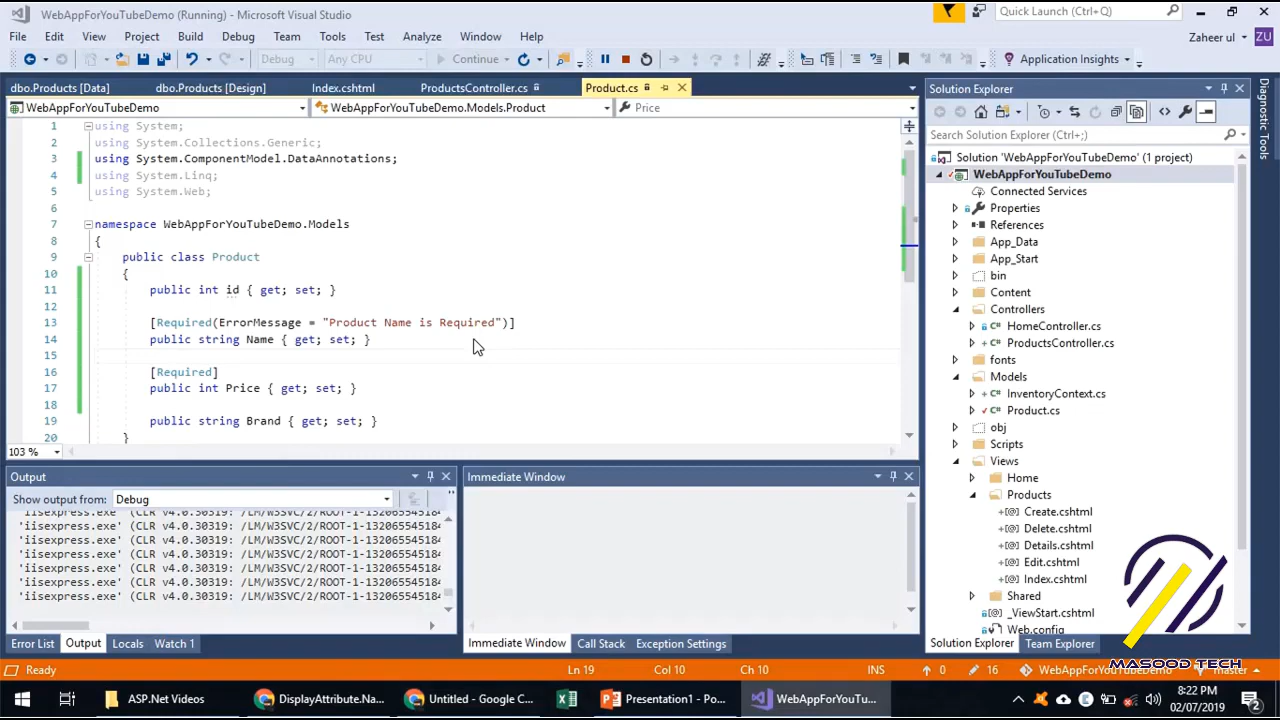 WebAppForYouTubeDemo (Running) - Microsoft Visual Studio
Quick Launch (Ctrl+Q)
File Edit View Project Build Debug Team Tools Test Analyze Window Help
Zaheer ul ZU
Debug Any CPU Continue Application Insights
dbo.Products [Data] dbo.Products [Design] Index.cshtml ProductsController.cs Product.cs
WebAppForYouTubeDemo WebAppForYouTubeDemo.Models.Product Price
1 using System;
2 using System.Collections.Generic;
3 using System.ComponentModel.DataAnnotations;
4 using System.Linq;
5 using System.Web;
6
7 namespace WebAppForYouTubeDemo.Models
8 {
9 public class Product
10 {
11 public int id { get; set; }
12
13 [Required(ErrorMessage = "Product Name is Required")]
14 public string Name { get; set; }
15
16 [Required]
17 public int Price { get; set; }
18
19 public string Brand { get; set; }
20 }
103 %
Solution Explorer
Search Solution Explorer (Ctrl+;)
Solution 'WebAppForYouTubeDemo' (1 project)
WebAppForYouTubeDemo
Connected Services
Properties
References
App_Data
App_Start
bin
Content
Controllers
HomeController.cs
ProductsController.cs
fonts
Models
InventoryContext.cs
Product.cs
obj
Scripts
Views
Home
Products
Create.cshtml
Delete.cshtml
Details.cshtml
Edit.cshtml
Index.cshtml
Shared
_ViewStart.cshtml
Web.config
Solution Explorer Team Explorer
Diagnostic Tools
Output
Show output from: Debug
'iisexpress.exe' (CLR v4.0.30319: /LM/W3SVC/2/ROOT-1-13206554518
'iisexpress.exe' (CLR v4.0.30319: /LM/W3SVC/2/ROOT-1-13206554518
'iisexpress.exe' (CLR v4.0.30319: /LM/W3SVC/2/ROOT-1-13206554518
'iisexpress.exe' (CLR v4.0.30319: /LM/W3SVC/2/ROOT-1-13206554518
'iisexpress.exe' (CLR v4.0.30319: /LM/W3SVC/2/ROOT-1-13206554518
'iisexpress.exe' (CLR v4.0.30319: /LM/W3SVC/2/ROOT-1-13206554518
'iisexpress.exe' (CLR v4.0.30319: /LM/W3SVC/2/ROOT-1-13206554518
Error List Output Locals Watch 1
Immediate Window
Immediate Window Call Stack Exception Settings
MASOOD TECH
Ready Ln 19 Col 10 Ch 10 INS 0 16 WebAppForYouTubeDemo master
ASP.Net Videos DisplayAttribute.Na... Untitled - Google C... Presentation1 - Po... WebAppForYouTu...
8:22 PM
02/07/2019
2